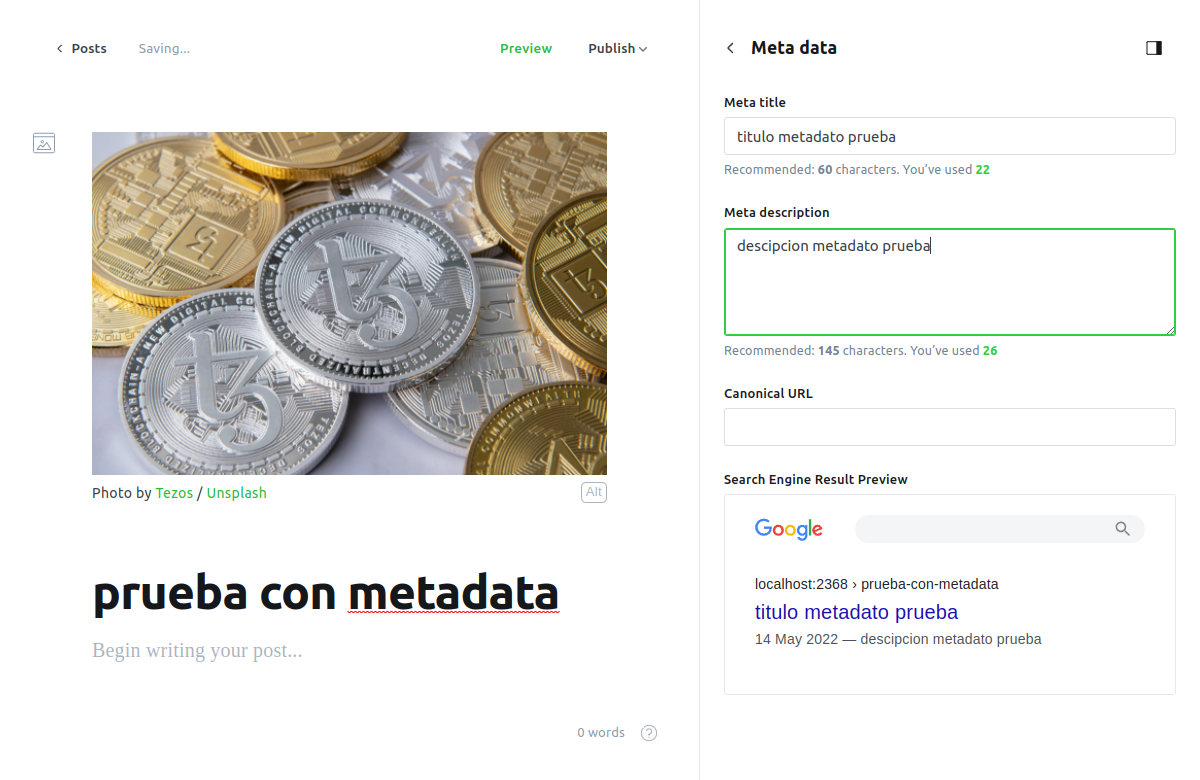 Posts
Saving...
Preview
Publish
Photo by Tezos / Unsplash
Alt
prueba con metadata
Begin writing your post...
0 words
?
Meta data
Meta title
titulo metadato prueba
Recommended: 60 characters. You’ve used 22
Meta description
descipcion metadato prueba
Recommended: 145 characters. You’ve used 26
Canonical URL
Search Engine Result Preview
Google
localhost:2368 › prueba-con-metadata
titulo metadato prueba
14 May 2022 — descipcion metadato prueba